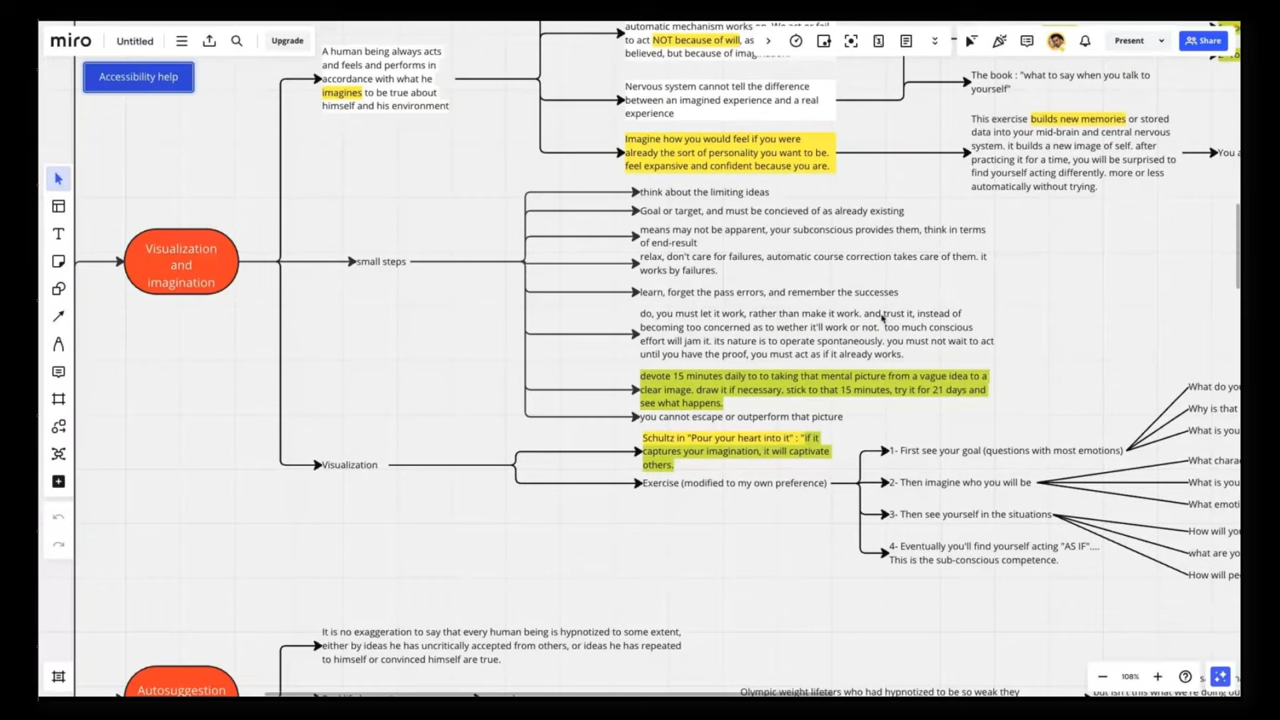 miro
Untitled
Upgrade
Present
Share
Accessibility help
A human being always acts
and feels and performs in
accordance with what he
imagines to be true about
himself and his environment
automatic mechanism works
to act NOT because of will, as
believed, but because of
Nervous system cannot tell the difference
between an imagined experience and a real
experience
Imagine how you would feel if you were
already the sort of personality you want to be.
feel expansive and confident because you are.
The book : "what to say when you talk to
yourself"
This exercise builds new memories or stored
data into your mid-brain and central nervous
system. it builds a new image of self. after
practicing it for a time, you will be surprised to
find yourself acting differently. more or less
automatically without trying.
You
Visualization
and
imagination
small steps
think about the limiting ideas
Goal or target, and must be concieved of as already existing
means may not be apparent, your subconscious provides them, think in terms
of end-result
relax, don't care for failures, automatic course correction takes care of them. it
works by failures.
learn, forget the pass errors, and remember the successes
do, you must let it work, rather than make it work. and trust it, instead of
becoming too concerned as to wether it'll work or not. too much conscious
effort will jam it. its nature is to operate spontaneously. you must not wait to act
until you have the proof, you must act as if it already works.
devote 15 minutes daily to to taking that mental picture from a vague idea to a
clear image. draw it if necessary. stick to that 15 minutes, try it for 21 days and
see what happens.
you cannot escape or outperform that picture
Visualization
Schultz in "Pour your heart into it" : "if it
captures your imagination, it will captivate
others.
Exercise (modified to my own preference)
1- First see your goal (questions with most emotions)
2- Then imagine who you will be
3- Then see yourself in the situations
4- Eventually you'll find yourself acting "AS IF"....
This is the sub-conscious competence.
What do
Why is that
What is
What
What is
What
How will
what are
How will
It is no exaggeration to say that every human being is hypnotized to some extent,
either by ideas he has uncritically accepted from others, or ideas he has repeated
to himself or convinced himself are true.
Autosuggestion
Olympic weight lifeters who had hypnotized to be so weak they
but isn't this what we're doing
108%